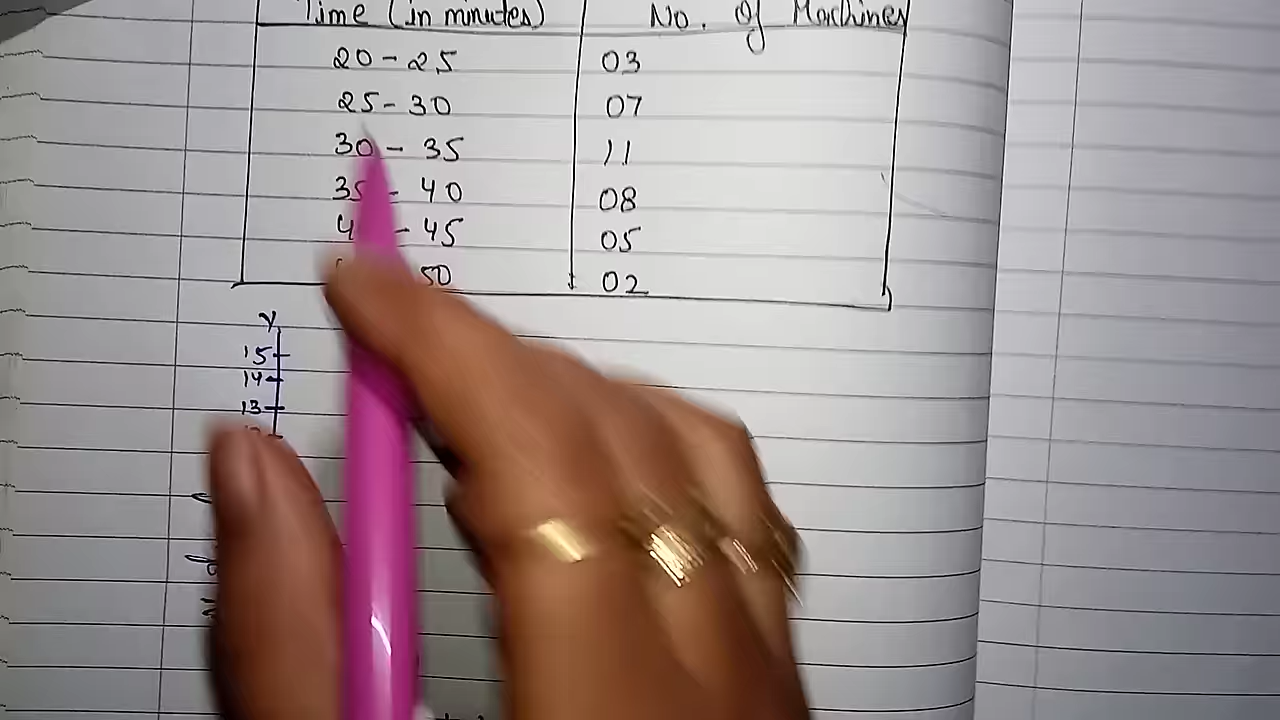 Time (in minutes) No. Of Machines
20 - 25 03
25 - 30 07
30 - 35 11
35 - 40 08
- 45 05
50 02
Y
15
14
13